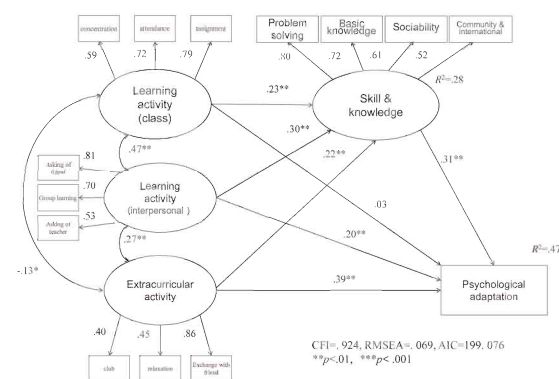 concentration
attendance
assignment
Problem
solving
Basic
knowledge
Sociability
Community &
International
.59
.72
.79
.80
.72
.61
.52
Learning
activity
(class)
.23**
Skill &
knowledge
R²=.28
.30**
.47**
.22**
.31**
.81
Asking of
friend
.70
Group learning
.53
Asking of
teacher
Learning
activity
(interpersonal )
.03
.20**
.27**
-.13*
R²=.47
Extracurricular
activity
.39**
Psychological
adaptation
.40
.45
.86
club
relaxation
Exchange with
friend
CFI=. 924, RMSEA=. 069, AIC=199. 076
**p<.01, ***p< .001